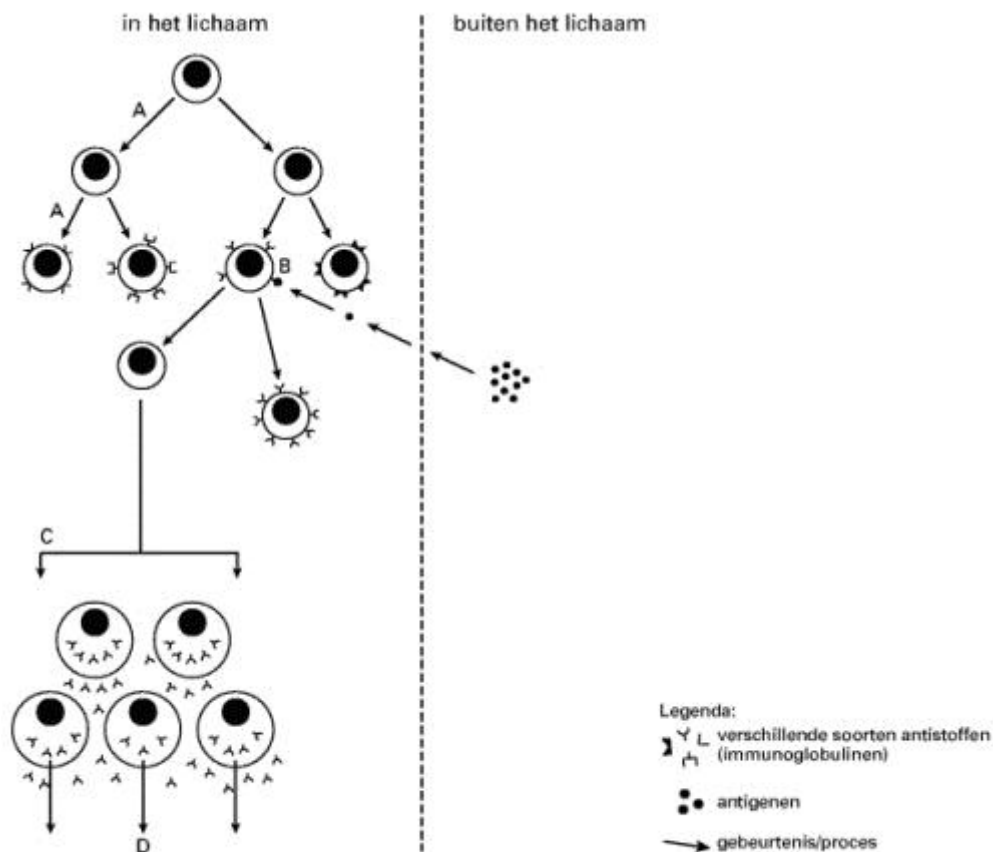 in het lichaam
buiten het lichaam
A
A
B
C
D
Legenda:
verschillende soorten antistoffen
(immunoglobulinen)
antigenen
gebeurtenis/proces